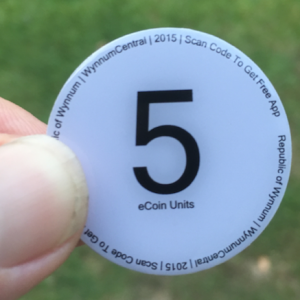 of Wynnum | WynnumCentral | 2015 | Scan Code To Get Free App
5
eCoin Units
Republic of Wynnum | WynnumCentral | 2015 | Scan Code To Get